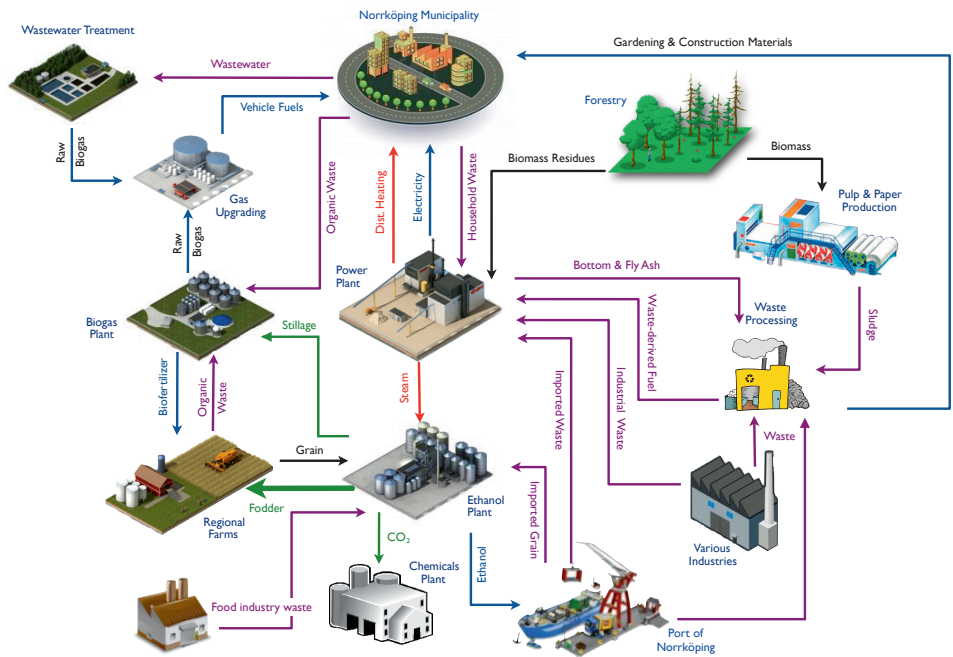 Norrköping Municipality
Wastewater Treatment
Gardening & Construction Materials
Wastewater
Forestry
Vehicle Fuels
Raw
Biogas
Biomass
Biomass Residues
Gas
Upgrading
Organic Waste
Dist. Heating
Electricity
Household Waste
Pulp & Paper
Production
Raw
Biogas
Power
Plant
Bottom & Fly Ash
Waste
Processing
Sludge
Biogas
Plant
Stillage
Waste-derived Fuel
Biofertilizer
Organic
Waste
Steam
Imported Waste
Industrial Waste
Waste
Grain
Fodder
Regional
Farms
Ethanol
Plant
Imported Grain
CO2
Ethanol
Chemicals
Plant
Various
Industries
Food industry waste
Port of
Norrköping